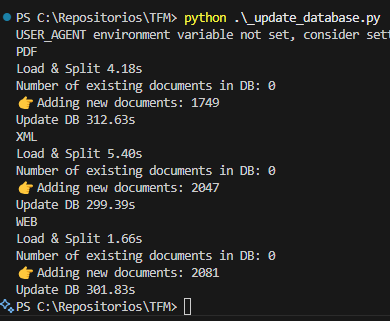 PS C:\Repositorios\TFM> python .\_update_database.py
USER_AGENT environment variable not set, consider sett
PDF
Load & Split 4.18s
Number of existing documents in DB: 0
👉 Adding new documents: 1749
Update DB 312.63s
XML
Load & Split 5.40s
Number of existing documents in DB: 0
👉 Adding new documents: 2047
Update DB 299.39s
WEB
Load & Split 1.66s
Number of existing documents in DB: 0
👉 Adding new documents: 2081
Update DB 301.83s
PS C:\Repositorios\TFM>